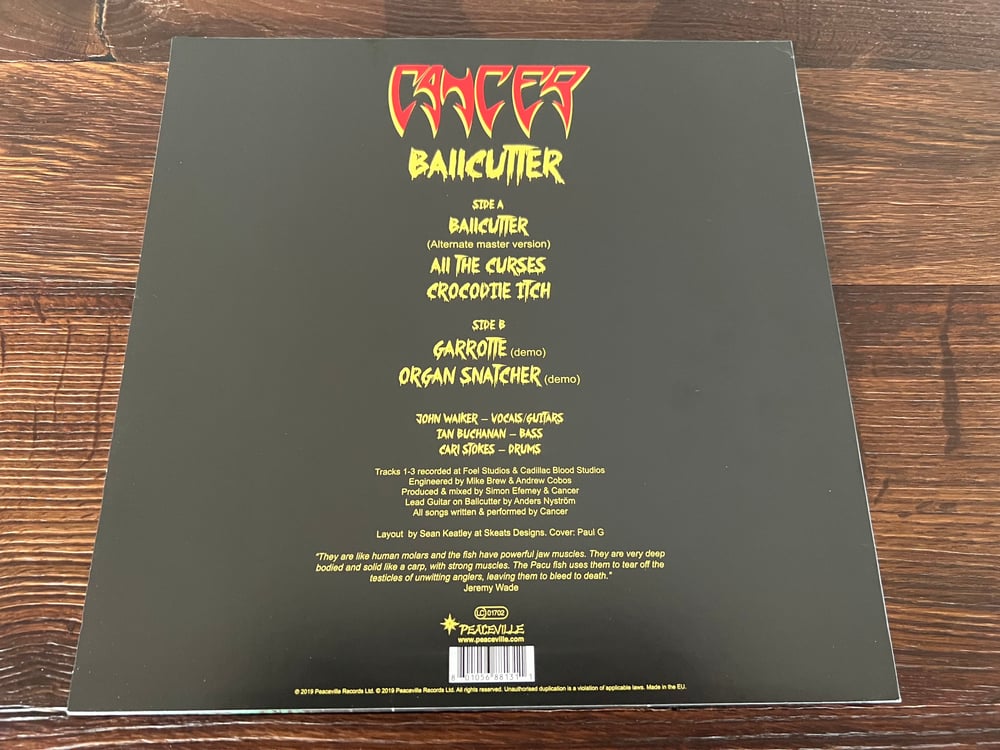 CANCER
BALLCUTTER
SIDE A
BALLCUTTER
(Alternate master version)
ALL THE CURSES
CROCODILE ITCH
SIDE B
GARROTTE (demo)
ORGAN SNATCHER (demo)
JOHN WALKER – VOCALS/GUITARS
IAN BUCHANAN – BASS
CARL STOKES – DRUMS
Tracks 1-3 recorded at Foel Studios & Cadillac Blood Studios
Engineered by Mike Brew & Andrew Cobos
Produced & mixed by Simon Efemey & Cancer
Lead Guitar on Ballcutter by Anders Nyström
All songs written & performed by Cancer
Layout by Sean Keatley at Skeats Designs. Cover: Paul G
"They are like human molars and the fish have powerful jaw muscles. They are very deep
bodied and solid like a carp, with strong muscles. The Pacu fish uses them to tear off the
testicles of unwitting anglers, leaving them to bleed to death."
Jeremy Wade
LC 01702
PEACEVILLE
www.peaceville.com
8 01056 88131 1
℗ 2019 Peaceville Records Ltd. © 2019 Peaceville Records Ltd. All rights reserved. Unauthorised duplication is a violation of applicable laws. Made in the EU.